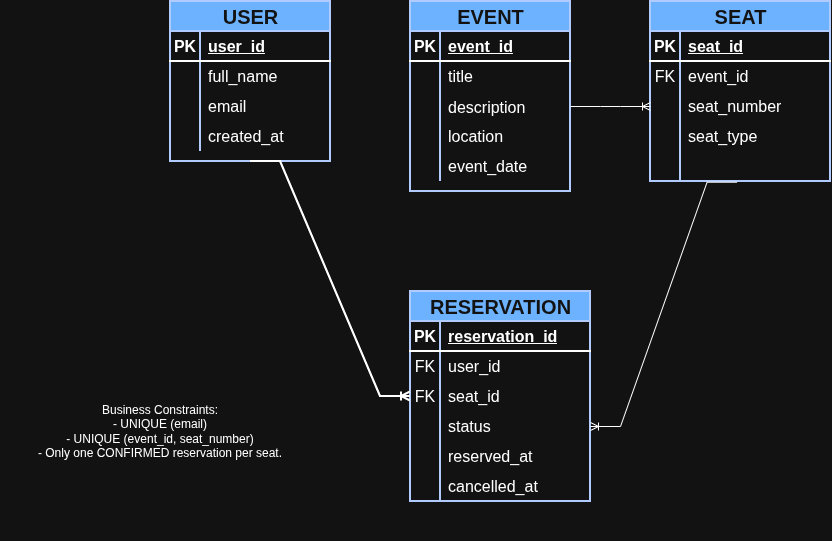 USER
PK user_id
full_name
email
created_at
EVENT
PK event_id
title
description
location
event_date
SEAT
PK seat_id
FK event_id
seat_number
seat_type
RESERVATION
PK reservation_id
FK user_id
FK seat_id
status
reserved_at
cancelled_at
Business Constraints:
- UNIQUE (email)
- UNIQUE (event_id, seat_number)
- Only one CONFIRMED reservation per seat.